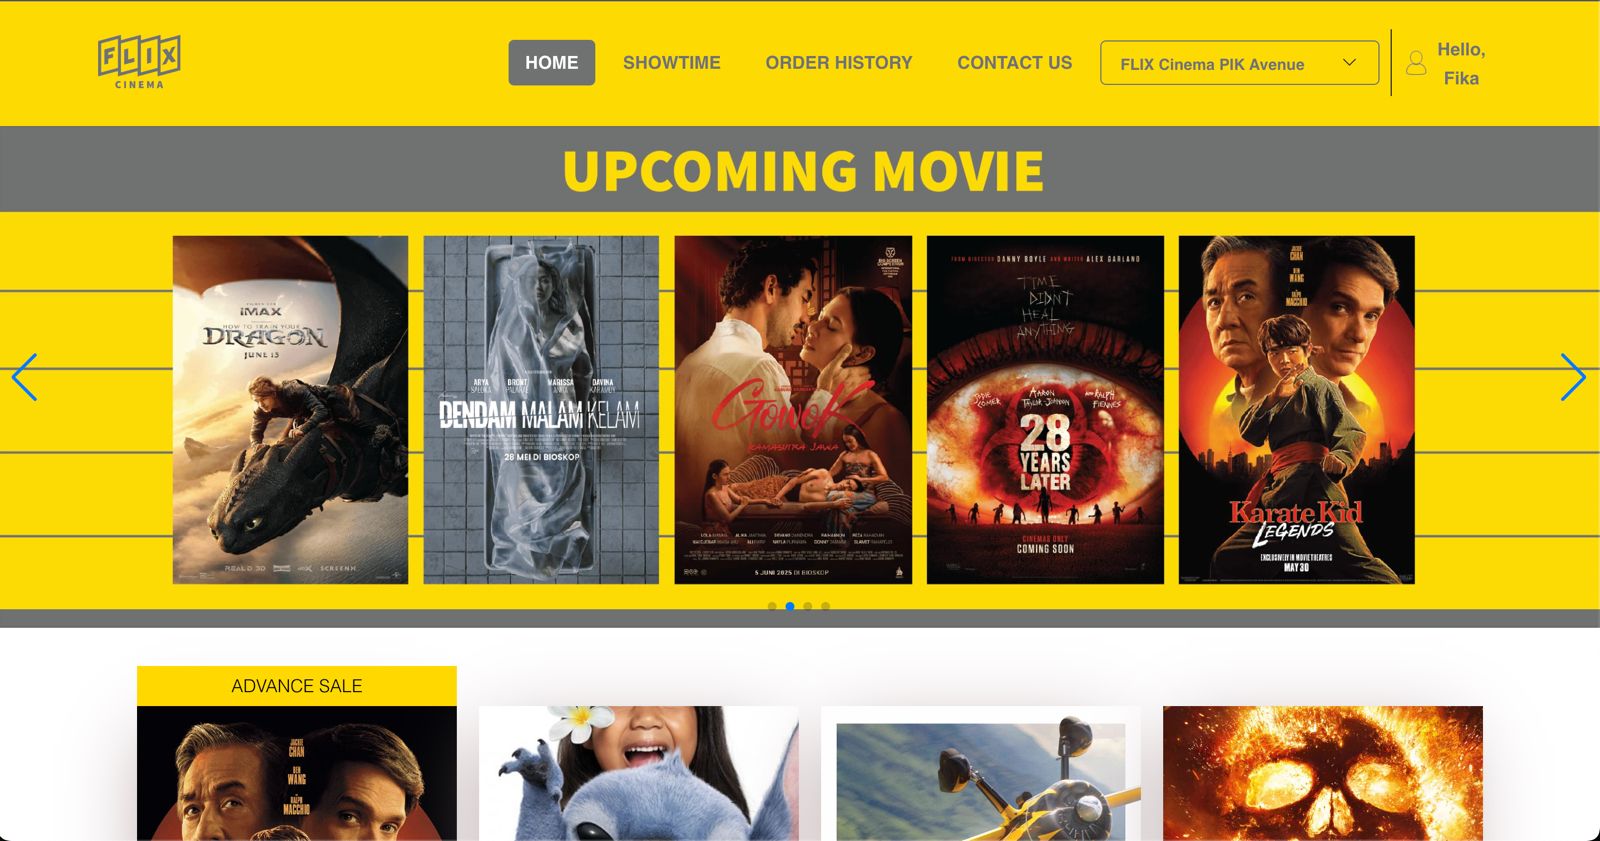 FLIX
CINEMA
HOME
SHOWTIME
ORDER HISTORY
CONTACT US
FLIX Cinema PIK Avenue
Hello,
Fika
UPCOMING MOVIE
IMAX
HOW TO TRAIN YOUR
DRAGON
JUNE 13
REALD 3D
SCREENX
ARYA
BRONT
MARISSA
DAVINA
DENDAM MALAM KELAM
28 MEI DI BIOSKOP
BIG SCREEN
COMPETITION
Gowok
KAMASUTRA JAWA
5 JUNI 2025 DI BIOSKOP
FROM DIRECTOR DANNY BOYLE AND WRITER ALEX GARLAND
TIME
DIDN'T
HEAL
ANYTHING
JODIE
COMER
AARON
TAYLOR-JOHNSON
AND RALPH
FIENNES
28
YEARS
LATER
CINEMAS ONLY
COMING SOON
JACKIE
CHAN
BEN
WANG
RALPH
MACCHIO
Karate Kid
LEGENDS
EXCLUSIVELY IN MOVIE THEATRES
MAY 30
ADVANCE SALE
JACKIE
CHAN
BEN
WANG
RALPH
MACCHIO